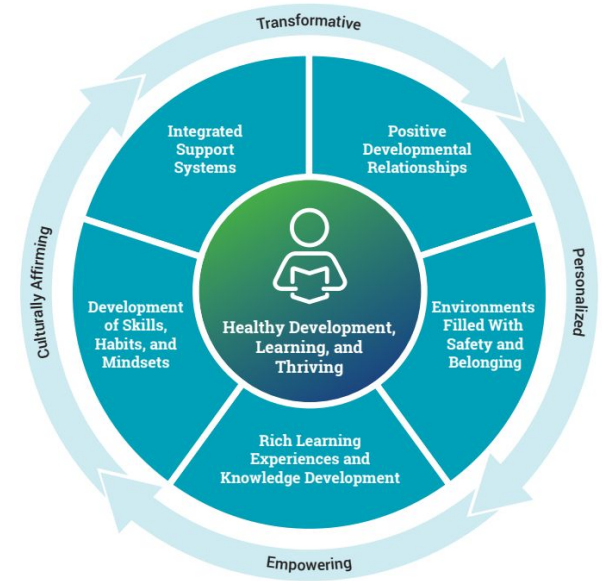 Transformative
Integrated
Support
Systems
Positive
Developmental
Relationships
Personalized
Environments
Filled With
Safety and
Belonging
Rich Learning
Experiences and
Knowledge Development
Empowering
Development
of Skills,
Habits, and
Mindsets
Culturally Affirming
Healthy Development,
Learning, and
Thriving